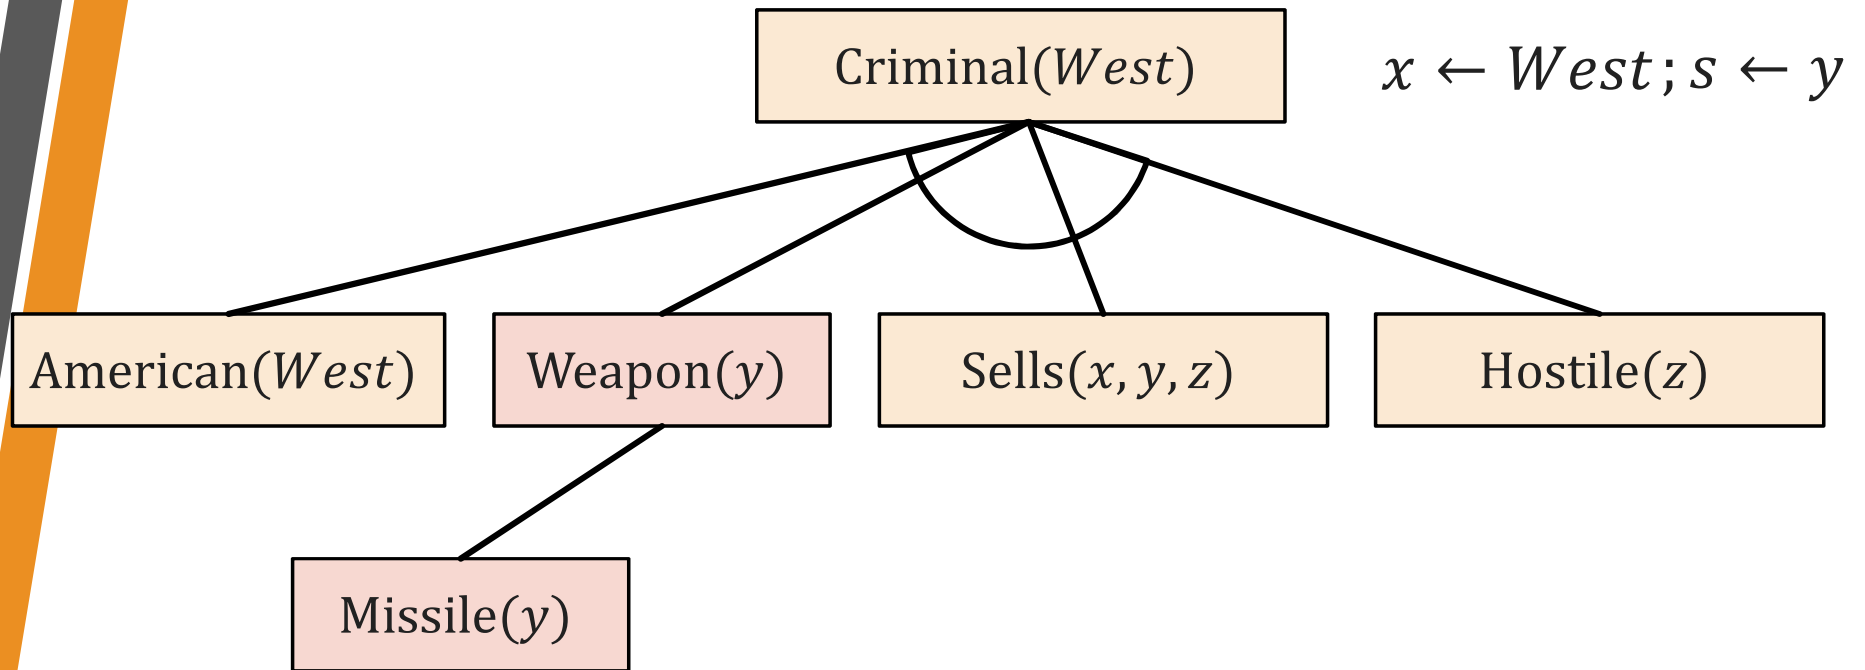 Criminal(West) x ← West; s ← y
American(West) Weapon(y) Sells(x, y, z) Hostile(z)
Missile(y)